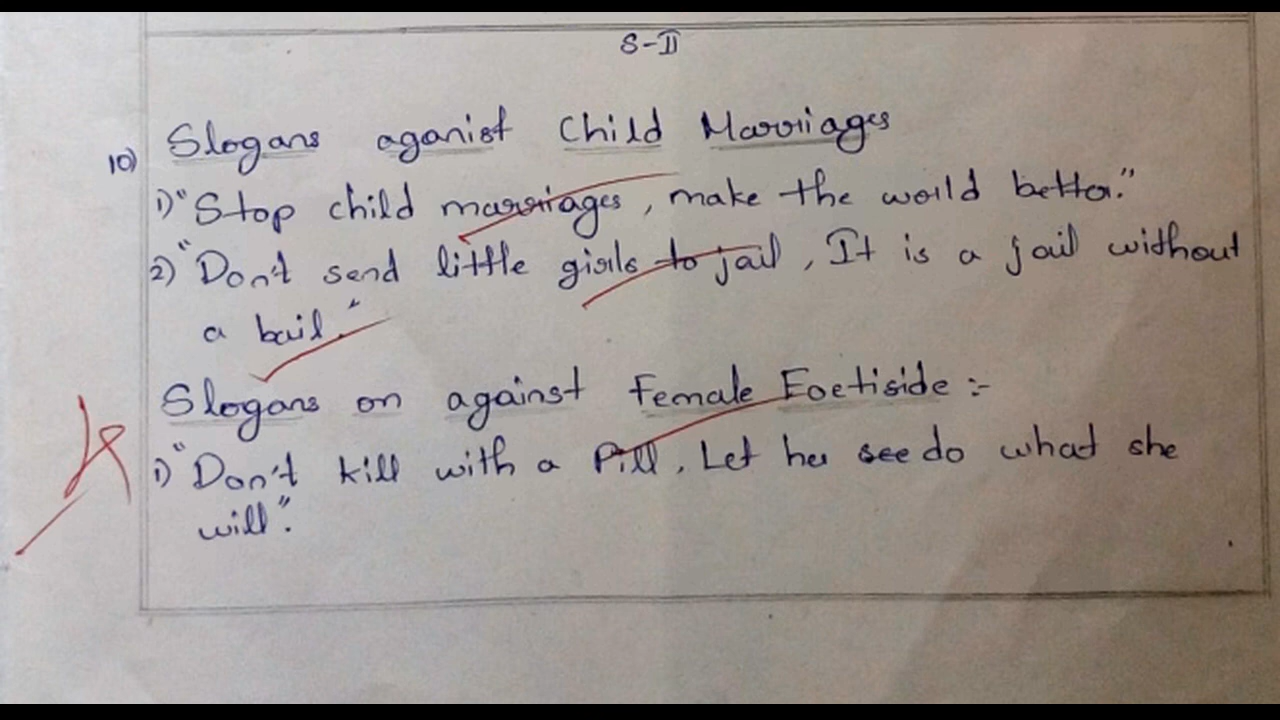 S-II
10) Slogans aganist Child Marriages
1) "Stop child marriages, make the world better."
2) "Don't send little girls to jail, It is a jail without
a bail."
Slogans on against Female Foetiside :-
1) "Don't kill with a Pill. Let her see do what she
will".
4